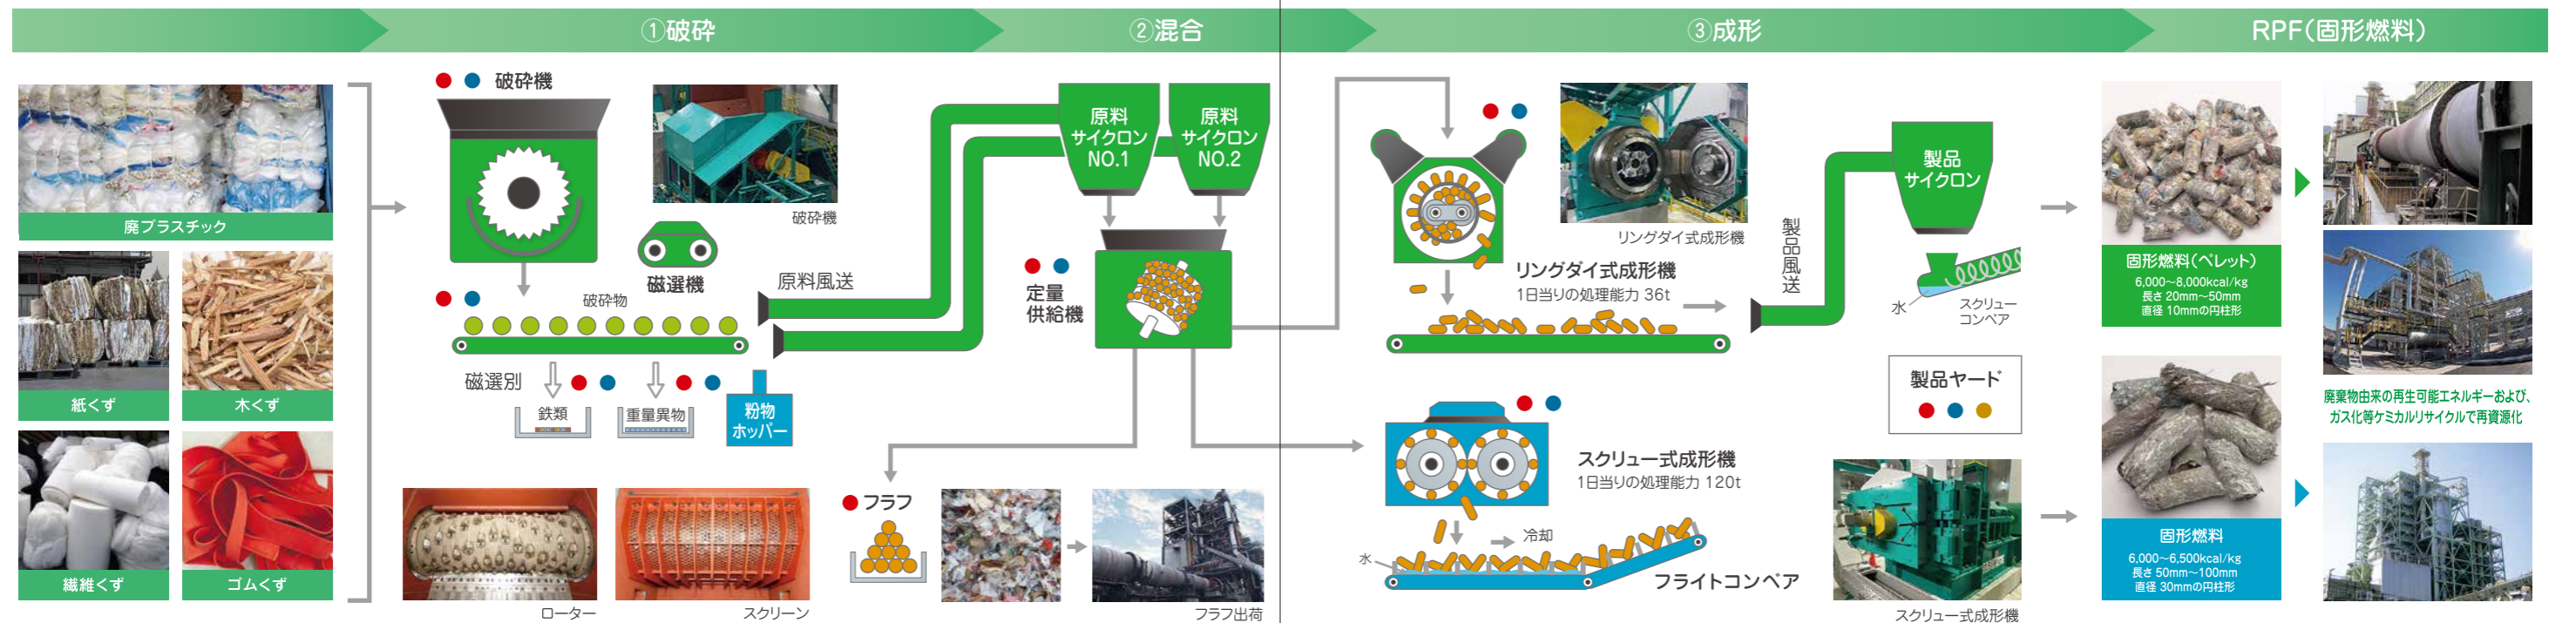 ①破砕
②混合
③成形
RPF（固形燃料）
廃プラスチック
紙くず
木くず
繊維くず
ゴムくず
破砕機
破砕機
磁選機
破砕物
原料風送
磁選別
鉄類
重量異物
粉物
ホッパー
ローター
スクリーン
原料
サイクロン
NO.1
原料
サイクロン
NO.2
定量
供給機
フラフ
フラフ出荷
リングダイ式成形機
リングダイ式成形機
1日当りの処理能力 36t
製品風送
製品
サイクロン
水
スクリュー
コンベア
製品ヤード
スクリュー式成形機
1日当りの処理能力 120t
冷却
水
フライトコンベア
スクリュー式成形機
固形燃料（ペレット）
6,000〜8,000kcal/kg
長さ 20mm〜50mm
直径 10mmの円柱形
固形燃料
6,000〜6,500kcal/kg
長さ 50mm〜100mm
直径 30mmの円柱形
廃棄物由来の再生可能エネルギーおよび、
ガス化等ケミカルリサイクルで再資源化